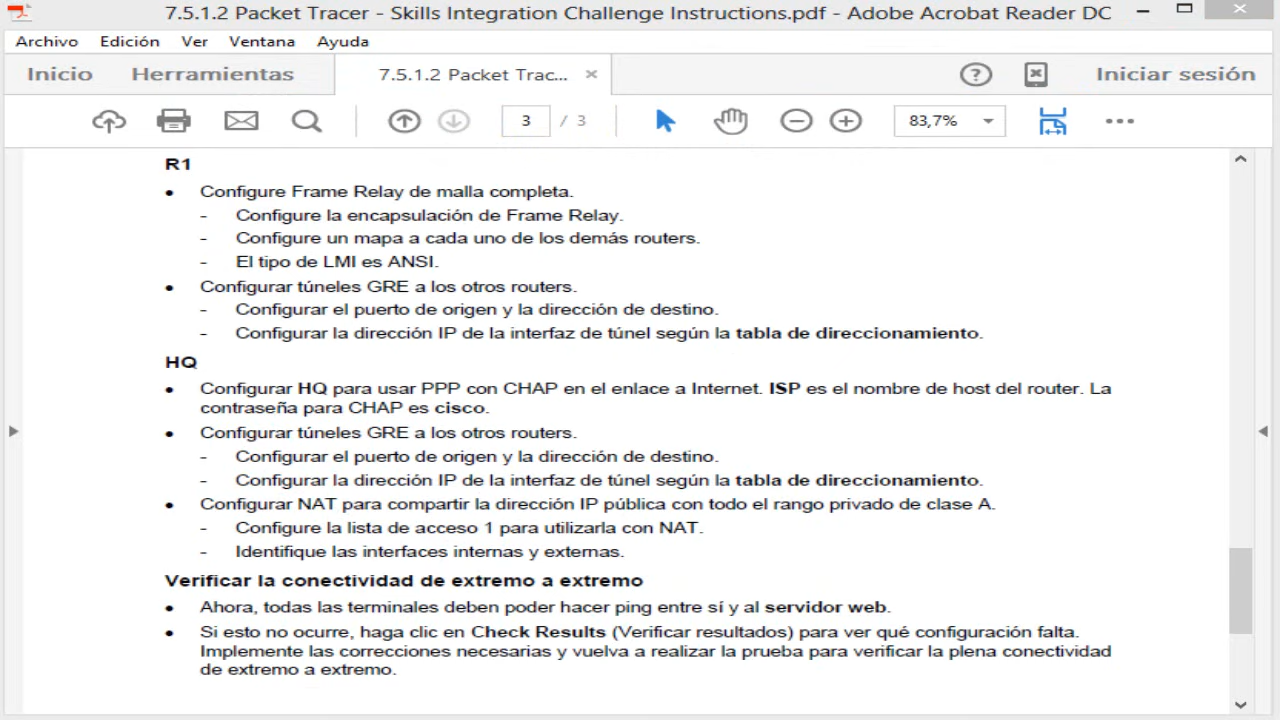 7.5.1.2 Packet Tracer - Skills Integration Challenge Instructions.pdf - Adobe Acrobat Reader DC
Archivo Edición Ver Ventana Ayuda
Inicio Herramientas 7.5.1.2 Packet Trac... × Iniciar sesión
3 / 3 83,7%
R1
• Configure Frame Relay de malla completa.
- Configure la encapsulación de Frame Relay.
- Configure un mapa a cada uno de los demás routers.
- El tipo de LMI es ANSI.
• Configurar túneles GRE a los otros routers.
- Configurar el puerto de origen y la dirección de destino.
- Configurar la dirección IP de la interfaz de túnel según la tabla de direccionamiento.
HQ
• Configurar HQ para usar PPP con CHAP en el enlace a Internet. ISP es el nombre de host del router. La
contraseña para CHAP es cisco.
• Configurar túneles GRE a los otros routers.
- Configurar el puerto de origen y la dirección de destino.
- Configurar la dirección IP de la interfaz de túnel según la tabla de direccionamiento.
• Configurar NAT para compartir la dirección IP pública con todo el rango privado de clase A.
- Configure la lista de acceso 1 para utilizarla con NAT.
- Identifique las interfaces internas y externas.
Verificar la conectividad de extremo a extremo
• Ahora, todas las terminales deben poder hacer ping entre sí y al servidor web.
• Si esto no ocurre, haga clic en Check Results (Verificar resultados) para ver qué configuración falta.
Implemente las correcciones necesarias y vuelva a realizar la prueba para verificar la plena conectividad
de extremo a extremo.